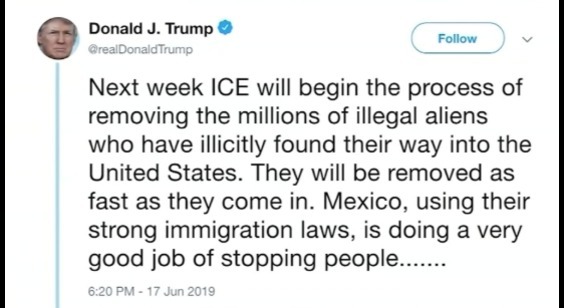 Donald J. Trump
@realDonaldTrump
Follow
Next week ICE will begin the process of
removing the millions of illegal aliens
who have illicitly found their way into the
United States. They will be removed as
fast as they come in. Mexico, using their
strong immigration laws, is doing a very
good job of stopping people.......
6:20 PM - 17 Jun 2019